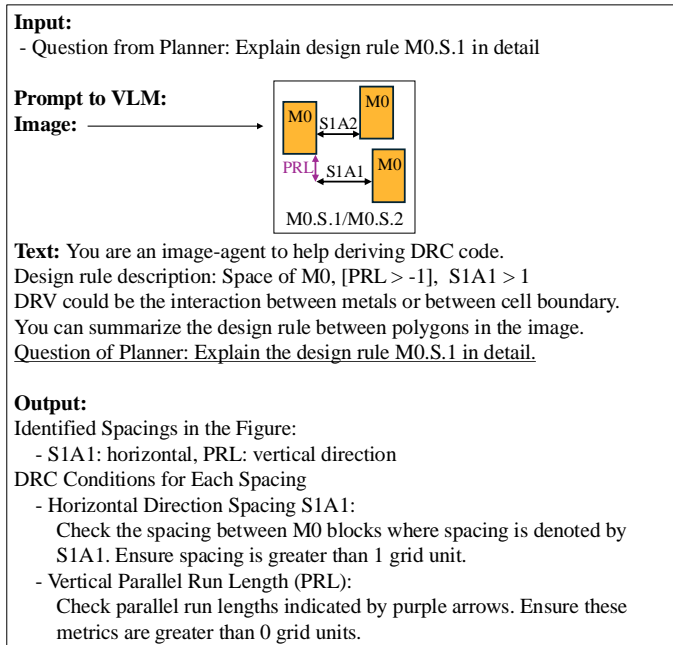 Input:
- Question from Planner: Explain design rule M0.S.1 in detail
Prompt to VLM:
Image:
M0
M0
S1A2
PRL
S1A1
M0
M0.S.1/M0.S.2
Text: You are an image-agent to help deriving DRC code.
Design rule description: Space of M0, [PRL > -1], S1A1 > 1
DRV could be the interaction between metals or between cell boundary.
You can summarize the design rule between polygons in the image.
Question of Planner: Explain the design rule M0.S.1 in detail.
Output:
Identified Spacings in the Figure:
- S1A1: horizontal, PRL: vertical direction
DRC Conditions for Each Spacing
- Horizontal Direction Spacing S1A1:
Check the spacing between M0 blocks where spacing is denoted by
S1A1. Ensure spacing is greater than 1 grid unit.
- Vertical Parallel Run Length (PRL):
Check parallel run lengths indicated by purple arrows. Ensure these
metrics are greater than 0 grid units.